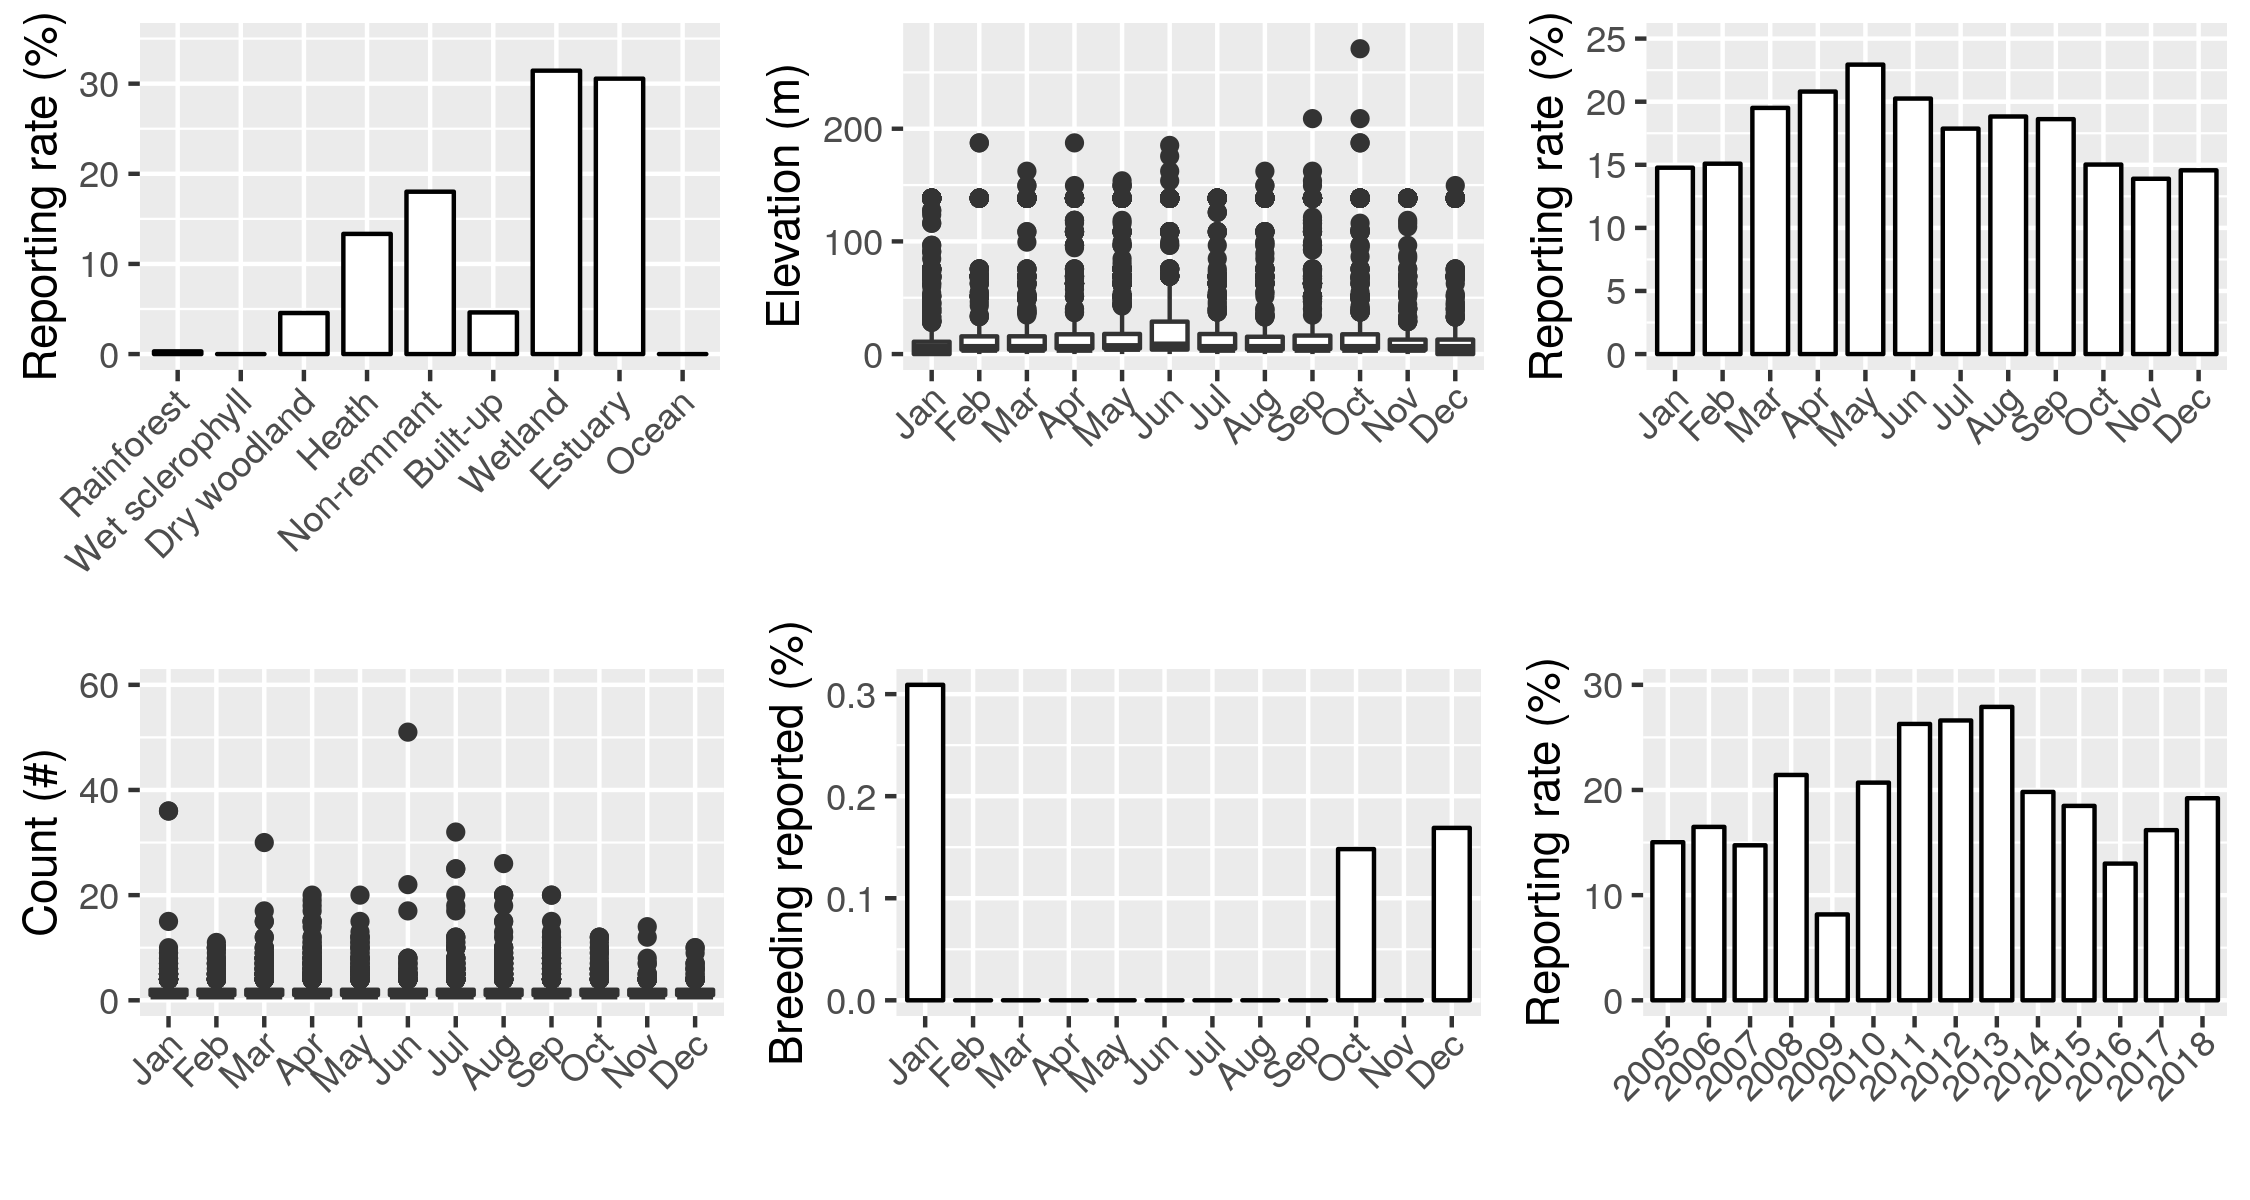 Reporting rate (%)
30
20
10
0
Rainforest
Wet sclerophyll
Dry woodland
Heath
Non-remnant
Built-up
Wetland
Estuary
Ocean
Elevation (m)
200
100
0
Jan
Feb
Mar
Apr
May
Jun
Jul
Aug
Sep
Oct
Nov
Dec
Reporting rate (%)
25
20
15
10
5
0
Jan
Feb
Mar
Apr
May
Jun
Jul
Aug
Sep
Oct
Nov
Dec
Count (#)
60
40
20
0
Jan
Feb
Mar
Apr
May
Jun
Jul
Aug
Sep
Oct
Nov
Dec
Breeding reported (%)
0.3
0.2
0.1
0.0
Jan
Feb
Mar
Apr
May
Jun
Jul
Aug
Sep
Oct
Nov
Dec
Reporting rate (%)
30
20
10
0
2005
2006
2007
2008
2009
2010
2011
2012
2013
2014
2015
2016
2017
2018